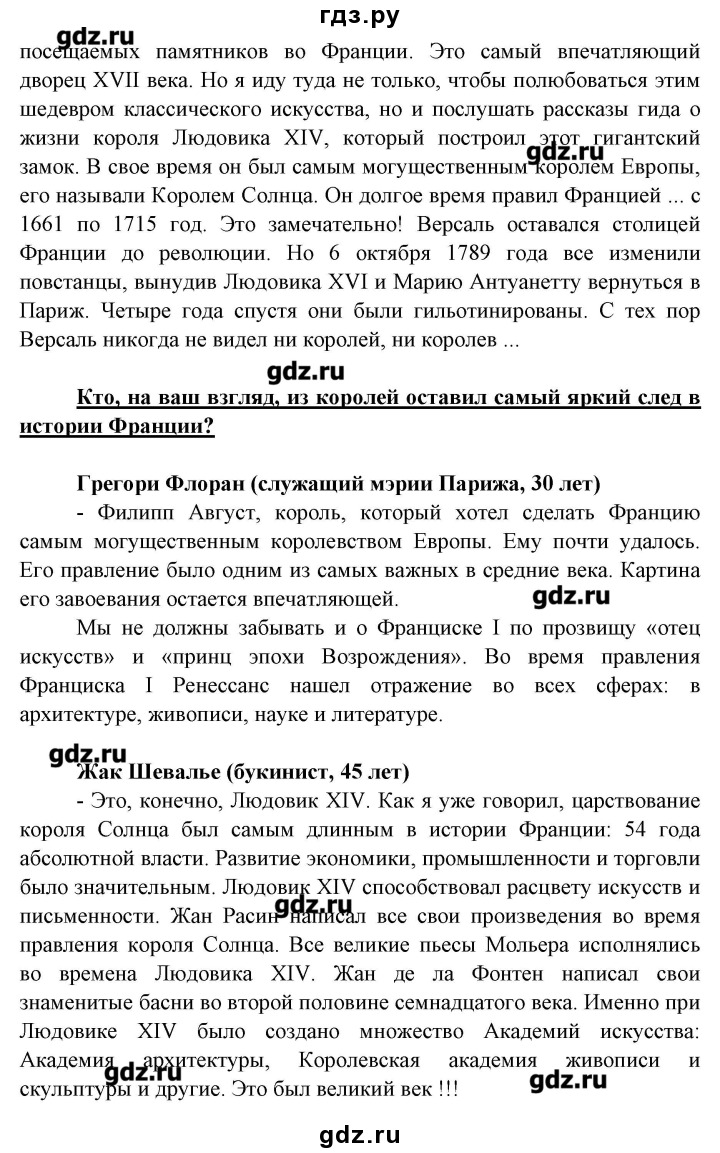 гдз.ру
gdz.ru
посещаемых памятников во Франции. Это самый впечатляющий
дворец XVII века. Но я иду туда не только, чтобы полюбоваться этим
шедевром классического искусства, но и послушать рассказы гида о
жизни короля Людовика XIV, который построил этот гигантский
gdz.ru
замок. В свое время он был самым могущественным королем Европы,
его называли Королем Солнца. Он долгое время правил Францией ... с
1661 по 1715 год. Это замечательно! Версаль оставался столицей
Франции до революции. Но 6 октября 1789 года все изменили
повстанцы, вынудив Людовика XVI и Марию Антуанетту вернуться в
Париж. Четыре года спустя они были гильотинированы. С тех пор
Версаль никогда не видел ни королей, ни королев ...
gdz.ru
Кто, на ваш взгляд, из королей оставил самый яркий след в
истории Франции?
Грегори Флоран (служащий мэрии Парижа, 30 лет)
- Филипп Август, король, который хотел сделать Францию
самым могущественным королевством Европы. Ему почти удалось.
Его правление было одним из самых важных в средние века. Картина
его завоевания остается впечатляющей.
gdz.ru
Мы не должны забывать и о Франциске I по прозвищу «отец
искусств» и «принц эпохи Возрождения». Во время правления
Франциска I Ренессанс нашел отражение во всех сферах: в
архитектуре, живописи, науке и литературе.
gdz.ru
Жак Шевалье (букинист, 45 лет)
- Это, конечно, Людовик XIV. Как я уже говорил, царствование
короля Солнца был самым длинным в истории Франции: 54 года
абсолютной власти. Развитие экономики, промышленности и торговли
было значительным. Людовик XIV способствовал расцвету искусств и
gdz.ru
письменности. Жан Расин написал все свои произведения во время
правления короля Солнца. Все великие пьесы Мольера исполнялись
во времена Людовика XIV. Жан де ла Фонтен написал свои
знаменитые басни во второй половине семнадцатого века. Именно при
Людовике XIV было создано множество Академий искусства:
Академия архитектуры, Королевская академия живописи и
gdz.ru
gdz.ru
скульптуры и другие. Это был великий век !!!
gdz.ru